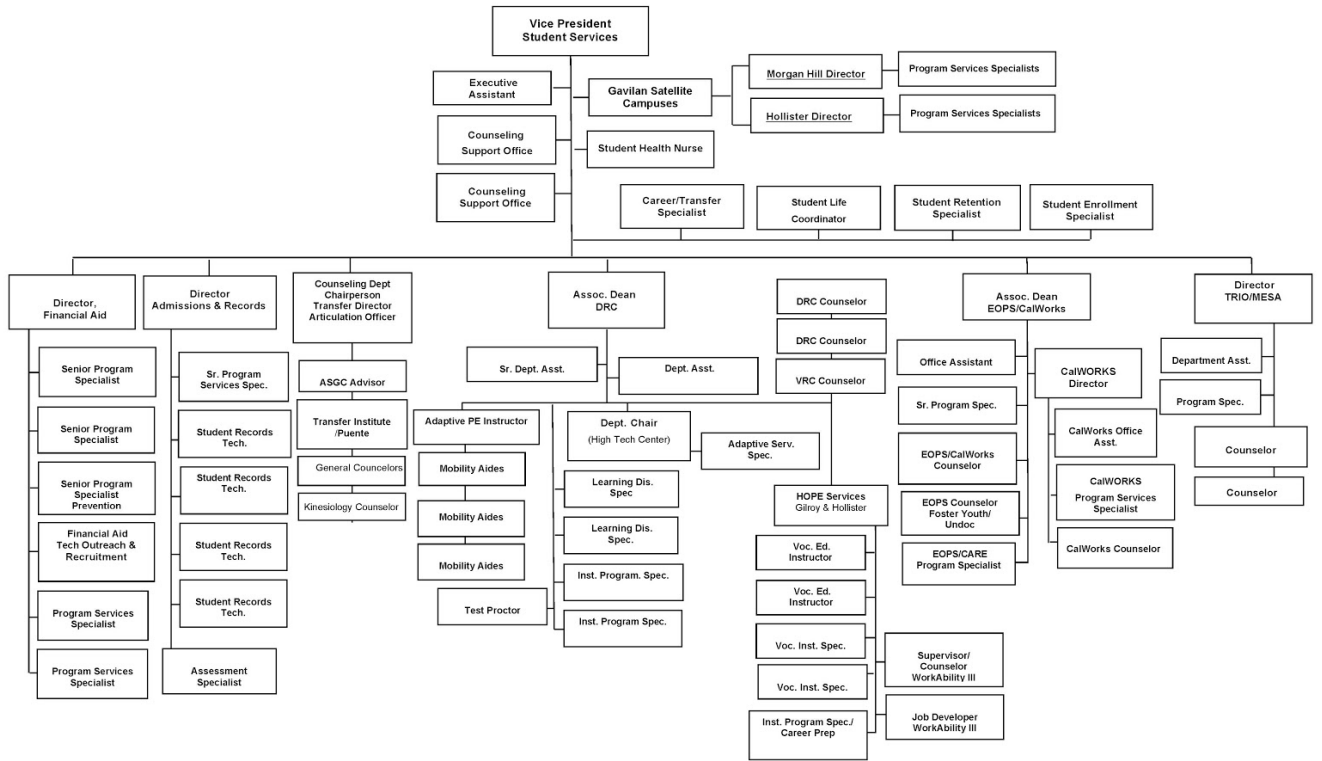 Vice President
Student Services
Executive
Assistant
Gavilan Satellite
Campuses
Morgan Hill Director
Program Services Specialists
Hollister Director
Program Services Specialists
Counseling
Support Office
Student Health Nurse
Counseling
Support Office
Career/Transfer
Specialist
Student Life
Coordinator
Student Retention
Specialist
Student Enrollment
Specialist
Director,
Financial Aid
Senior Program
Specialist
Senior Program
Specialist
Senior Program
Specialist
Prevention
Financial Aid
Tech Outreach &
Recruitment
Program Services
Specialist
Program Services
Specialist
Director
Admissions & Records
Sr. Program
Services Spec.
Student Records
Tech.
Student Records
Tech.
Student Records
Tech.
Student Records
Tech.
Assessment
Specialist
Counseling Dept
Chairperson
Transfer Director
Articulation Officer
ASGC Advisor
Transfer Institute
/Puente
General Councelors
Kinesiology Counselor
Assoc. Dean
DRC
Sr. Dept. Asst.
Dept. Asst.
Adaptive PE Instructor
Mobility Aides
Mobility Aides
Mobility Aides
Test Proctor
Dept. Chair
(High Tech Center)
Adaptive Serv.
Spec.
Learning Dis.
Spec
Learning Dis.
Spec.
Inst. Program. Spec.
Inst. Program Spec.
DRC Counselor
DRC Counselor
VRC Counselor
HOPE Services
Gilroy & Hollister
Voc. Ed.
Instructor
Voc. Ed.
Instructor
Voc. Inst. Spec.
Voc. Inst. Spec.
Inst. Program Spec./
Career Prep
Supervisor/
Counselor
WorkAbility III
Job Developer
WorkAbility III
Assoc. Dean
EOPS/CalWorks
Office Assistant
Sr. Program Spec.
EOPS/CalWorks
Counselor
EOPS Counselor
Foster Youth/
Undoc
EOPS/CARE
Program Specialist
CalWORKS
Director
CalWorks Office
Asst.
CalWORKS
Program Services
Specialist
CalWorks Counselor
Director
TRIO/MESA
Department Asst.
Program Spec.
Counselor
Counselor